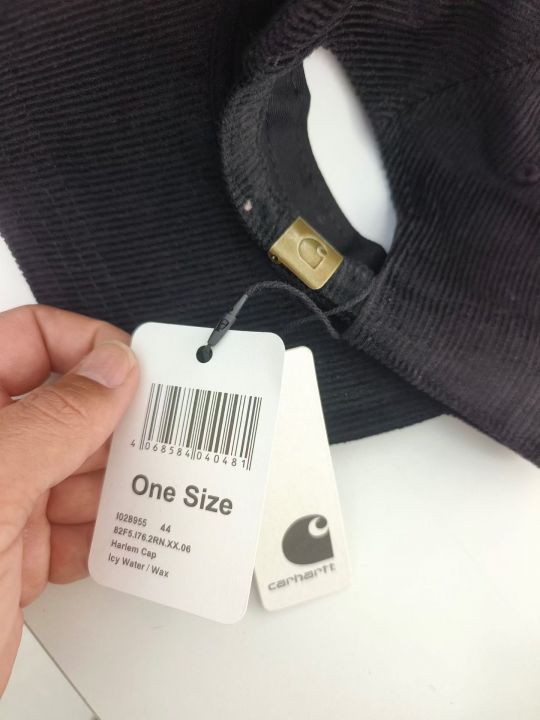 4 068584 040481
One Size
I028955 44
82F5.I76.2RN.XX.06
Harlem Cap
Icy Water / Wax
carhartt